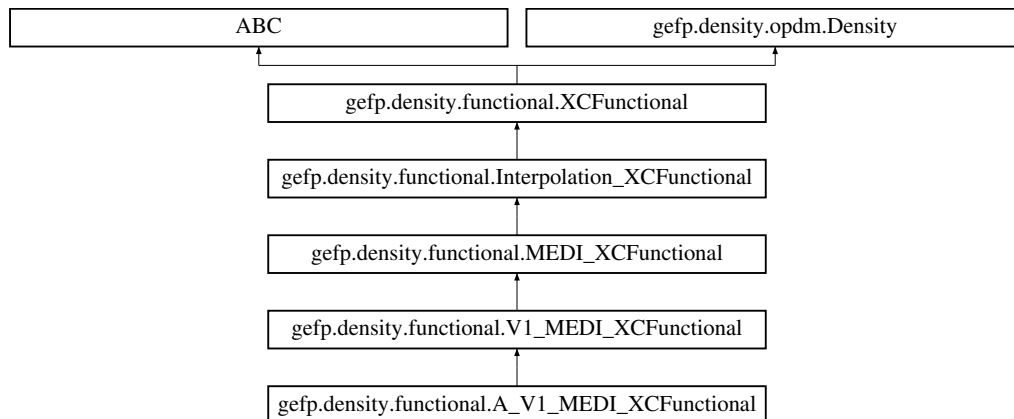 ABC
gefp.density.opdm.Density
gefp.density.functional.XCFunctional
gefp.density.functional.Interpolation_XCFunctional
gefp.density.functional.MEDI_XCFunctional
gefp.density.functional.V1_MEDI_XCFunctional
gefp.density.functional.A_V1_MEDI_XCFunctional